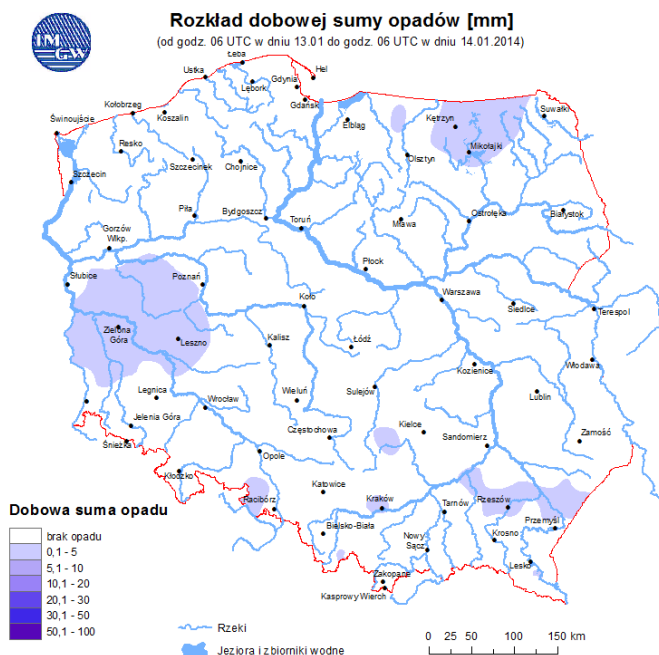 IM
GW
Rozkład dobowej sumy opadów [mm]
(od godz. 06 UTC w dniu 13.01 do godz. 06 UTC w dniu 14.01.2014)
Łeba
Ustka
Hel
Gdynia
Lębork
Gdańsk
Kołobrzeg
Koszalin
Świnoujście
Elbląg
Kętrzyn
Suwałki
Resko
Szczecinek
Chojnice
Olsztyn
Mikołajki
Szczecin
Piła
Bydgoszcz
Toruń
Mława
Ostrołęka
Białystok
Gorzów
Wlkp.
Płock
Słubice
Poznań
Koło
Warszawa
Siedlce
Terespol
Zielona
Góra
Leszno
Kalisz
Łódź
Kozienice
Włodawa
Legnica
Wrocław
Wieluń
Sulejów
Lublin
Jelenia Góra
Częstochowa
Kielce
Sandomierz
Zamość
Śnieżka
Opole
Kłodzko
Katowice
Racibórz
Kraków
Tarnów
Rzeszów
Przemyśl
Bielsko-Biała
Nowy
Sącz
Krosno
Lesko
Zakopane
Kasprowy Wierch
Dobowa suma opadu
brak opadu
0,1 - 5
5,1 - 10
10,1 - 20
20,1 - 30
30,1 - 50
50,1 - 100
Rzeki
Jeziora i zbiorniki wodne
0 25 50 100 150 km